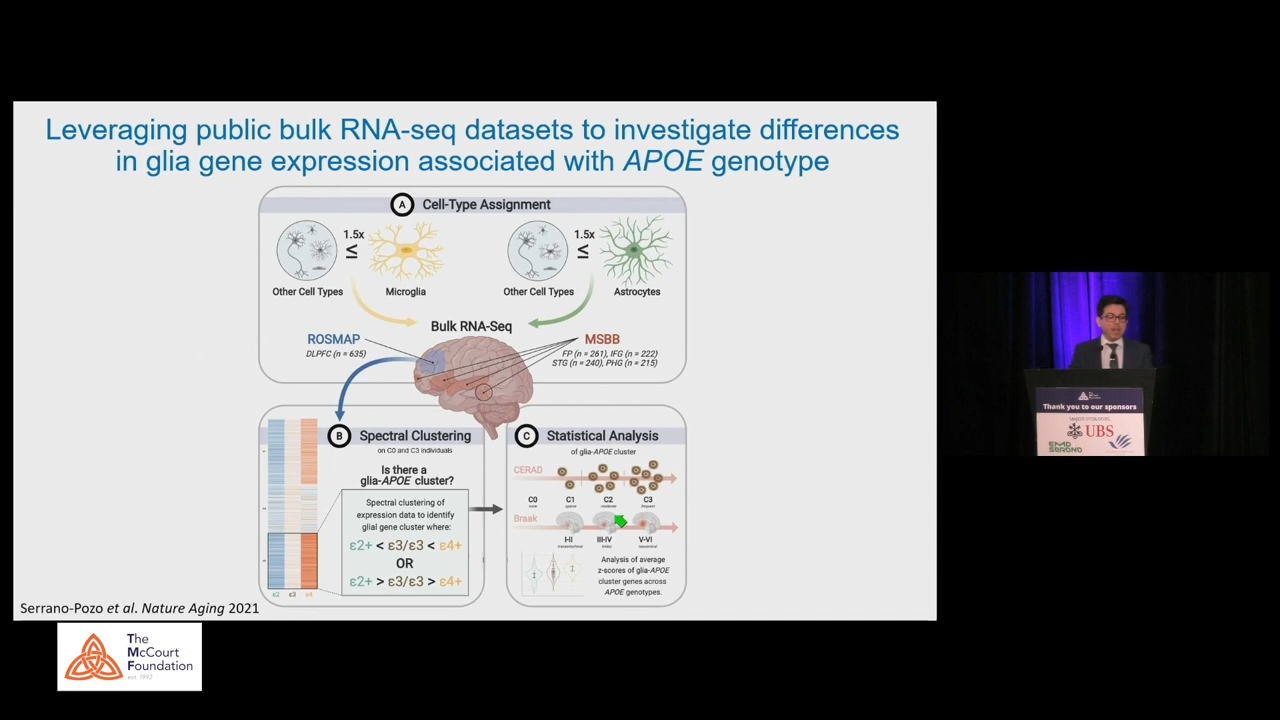 Leveraging public bulk RNA-seq datasets to investigate differences
in glia gene expression associated with APOE genotype
A Cell-Type Assignment
1.5x
≤
1.5x
≤
Other Cell Types
Microglia
Other Cell Types
Astrocytes
Bulk RNA-Seq
ROSMAP
DLPFC (n = 635)
MSBB
FP (n = 261), IFG (n = 222)
STG (n = 240), PHG (n = 215)
B Spectral Clustering
on C0 and C3 individuals
Is there a
glia-APOE cluster?
Spectral clustering of
expression data to identify
glial gene cluster where:
ε2+ < ε3/ε3 < ε4+
OR
ε2+ > ε3/ε3 > ε4+
ε2 ε3 ε4
C Statistical Analysis
of glia-APOE cluster
CERAD
C0 C1 C2 C3
none sparse moderate frequent
Braak
I-II III-IV V-VI
Analysis of average
z-scores of glia-APOE
cluster genes across
APOE genotypes.
Serrano-Pozo et al. Nature Aging 2021
The
McCourt
Foundation
est. 1992
The
McCourt
Foundation
Thank you to our sponsors
UBS
EMD
SERONO